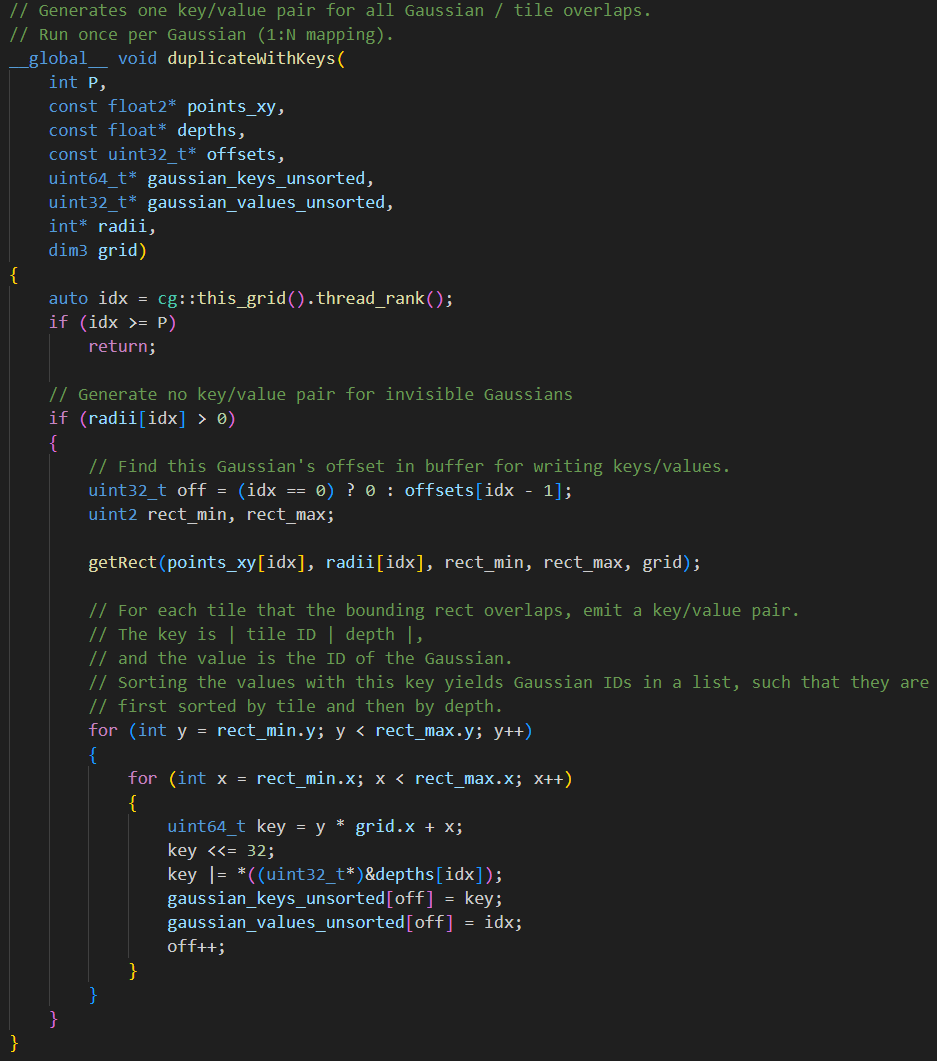 // Generates one key/value pair for all Gaussian / tile overlaps.
// Run once per Gaussian (1:N mapping).
__global__ void duplicateWithKeys(
    int P,
    const float2* points_xy,
    const float* depths,
    const uint32_t* offsets,
    uint64_t* gaussian_keys_unsorted,
    uint32_t* gaussian_values_unsorted,
    int* radii,
    dim3 grid)
{
    auto idx = cg::this_grid().thread_rank();
    if (idx >= P)
        return;

    // Generate no key/value pair for invisible Gaussians
    if (radii[idx] > 0)
    {
        // Find this Gaussian's offset in buffer for writing keys/values.
        uint32_t off = (idx == 0) ? 0 : offsets[idx - 1];
        uint2 rect_min, rect_max;

        getRect(points_xy[idx], radii[idx], rect_min, rect_max, grid);

        // For each tile that the bounding rect overlaps, emit a key/value pair.
        // The key is | tile ID | depth |,
        // and the value is the ID of the Gaussian.
        // Sorting the values with this key yields Gaussian IDs in a list, such that they are
        // first sorted by tile and then by depth.
        for (int y = rect_min.y; y < rect_max.y; y++)
        {
            for (int x = rect_min.x; x < rect_max.x; x++)
            {
                uint64_t key = y * grid.x + x;
                key <<= 32;
                key |= *((uint32_t*)&depths[idx]);
                gaussian_keys_unsorted[off] = key;
                gaussian_values_unsorted[off] = idx;
                off++;
            }
        }
    }
}